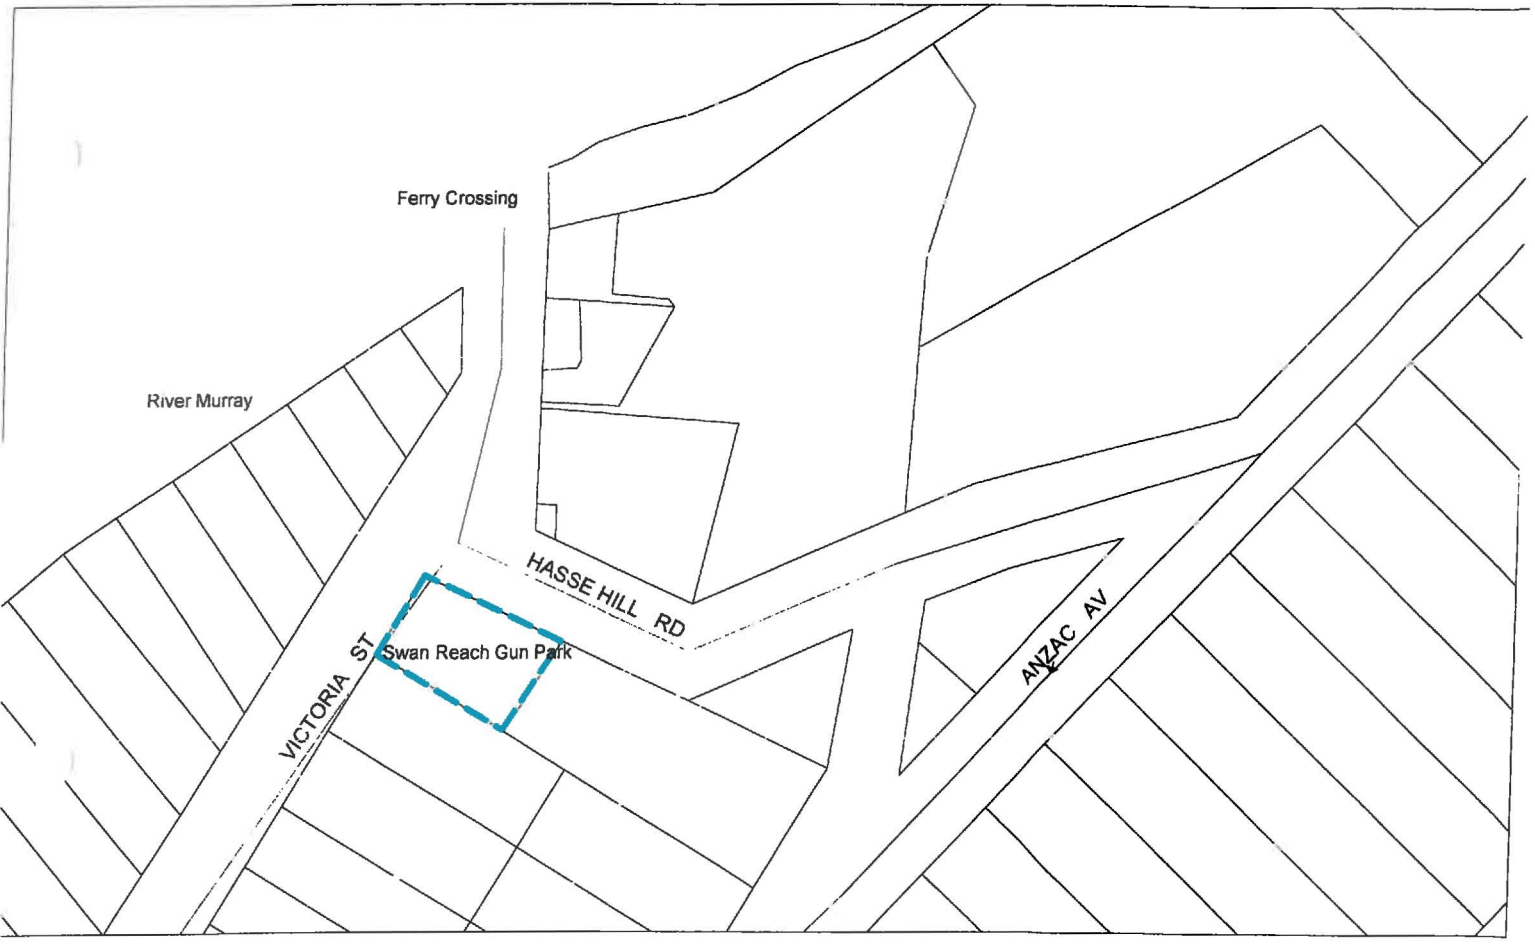 Ferry Crossing
River Murray
HASSE HILL RD
VICTORIA ST
Swan Reach Gun Park
ANZAC AV